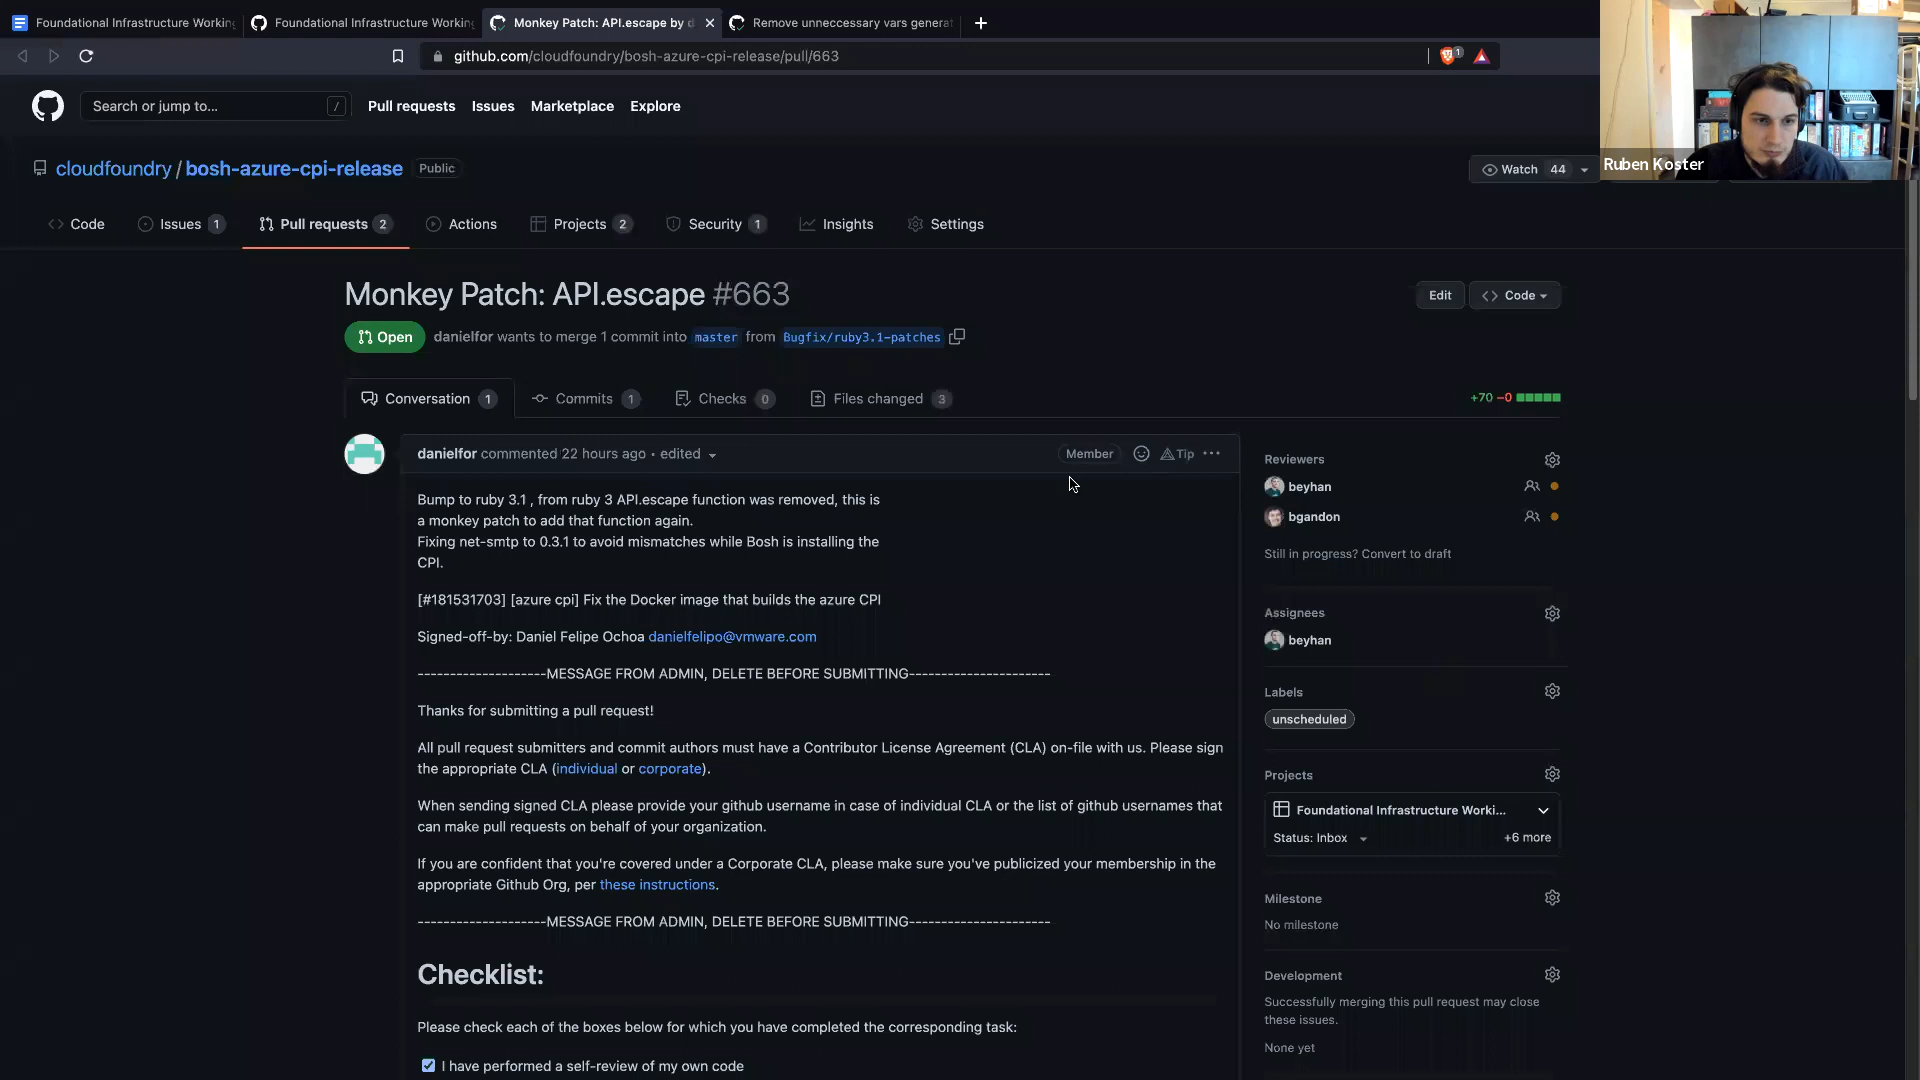 Foundational Infrastructure Working
Foundational Infrastructure Working
Monkey Patch: API.escape by d
Remove unneccessary vars generat
github.com/cloudfoundry/bosh-azure-cpi-release/pull/663
1
Search or jump to...
/
Pull requests
Issues
Marketplace
Explore
Ruben Koster
cloudfoundry / bosh-azure-cpi-release
Public
Watch 44
Code
Issues 1
Pull requests 2
Actions
Projects 2
Security 1
Insights
Settings
Monkey Patch: API.escape #663
Edit
Code
Open
danielfor wants to merge 1 commit into master from Bugfix/ruby3.1-patches
Conversation 1
Commits 1
Checks 0
Files changed 3
+70 −0
danielfor commented 22 hours ago • edited
Member
Tip
Bump to ruby 3.1 , from ruby 3 API.escape function was removed, this is
a monkey patch to add that function again.
Fixing net-smtp to 0.3.1 to avoid mismatches while Bosh is installing the
CPI.
[#181531703] [azure cpi] Fix the Docker image that builds the azure CPI
Signed-off-by: Daniel Felipe Ochoa danielfelipo@vmware.com
--------------------MESSAGE FROM ADMIN, DELETE BEFORE SUBMITTING----------------------
Thanks for submitting a pull request!
All pull request submitters and commit authors must have a Contributor License Agreement (CLA) on-file with us. Please sign
the appropriate CLA (individual or corporate).
When sending signed CLA please provide your github username in case of individual CLA or the list of github usernames that
can make pull requests on behalf of your organization.
If you are confident that you're covered under a Corporate CLA, please make sure you've publicized your membership in the
appropriate Github Org, per these instructions.
--------------------MESSAGE FROM ADMIN, DELETE BEFORE SUBMITTING----------------------
Checklist:
Please check each of the boxes below for which you have completed the corresponding task:
I have performed a self-review of my own code
Reviewers
beyhan
bgandon
Still in progress? Convert to draft
Assignees
beyhan
Labels
unscheduled
Projects
Foundational Infrastructure Worki...
Status: Inbox
+6 more
Milestone
No milestone
Development
Successfully merging this pull request may close
these issues.
None yet